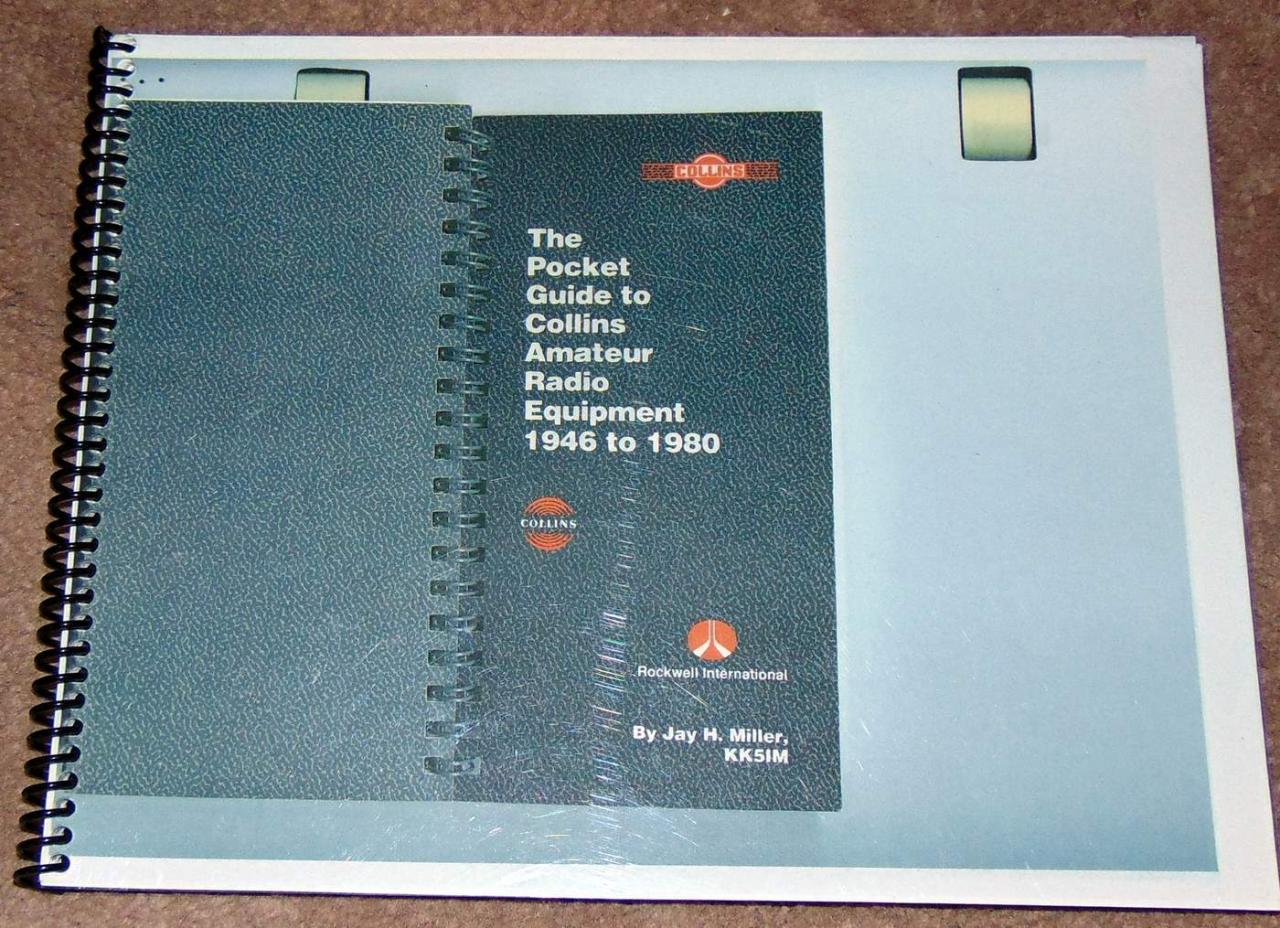 COLLINS
The
Pocket
Guide to
Collins
Amateur
Radio
Equipment
1946 to 1980
COLLINS
Rockwell International
By Jay H. Miller,
KK5IM